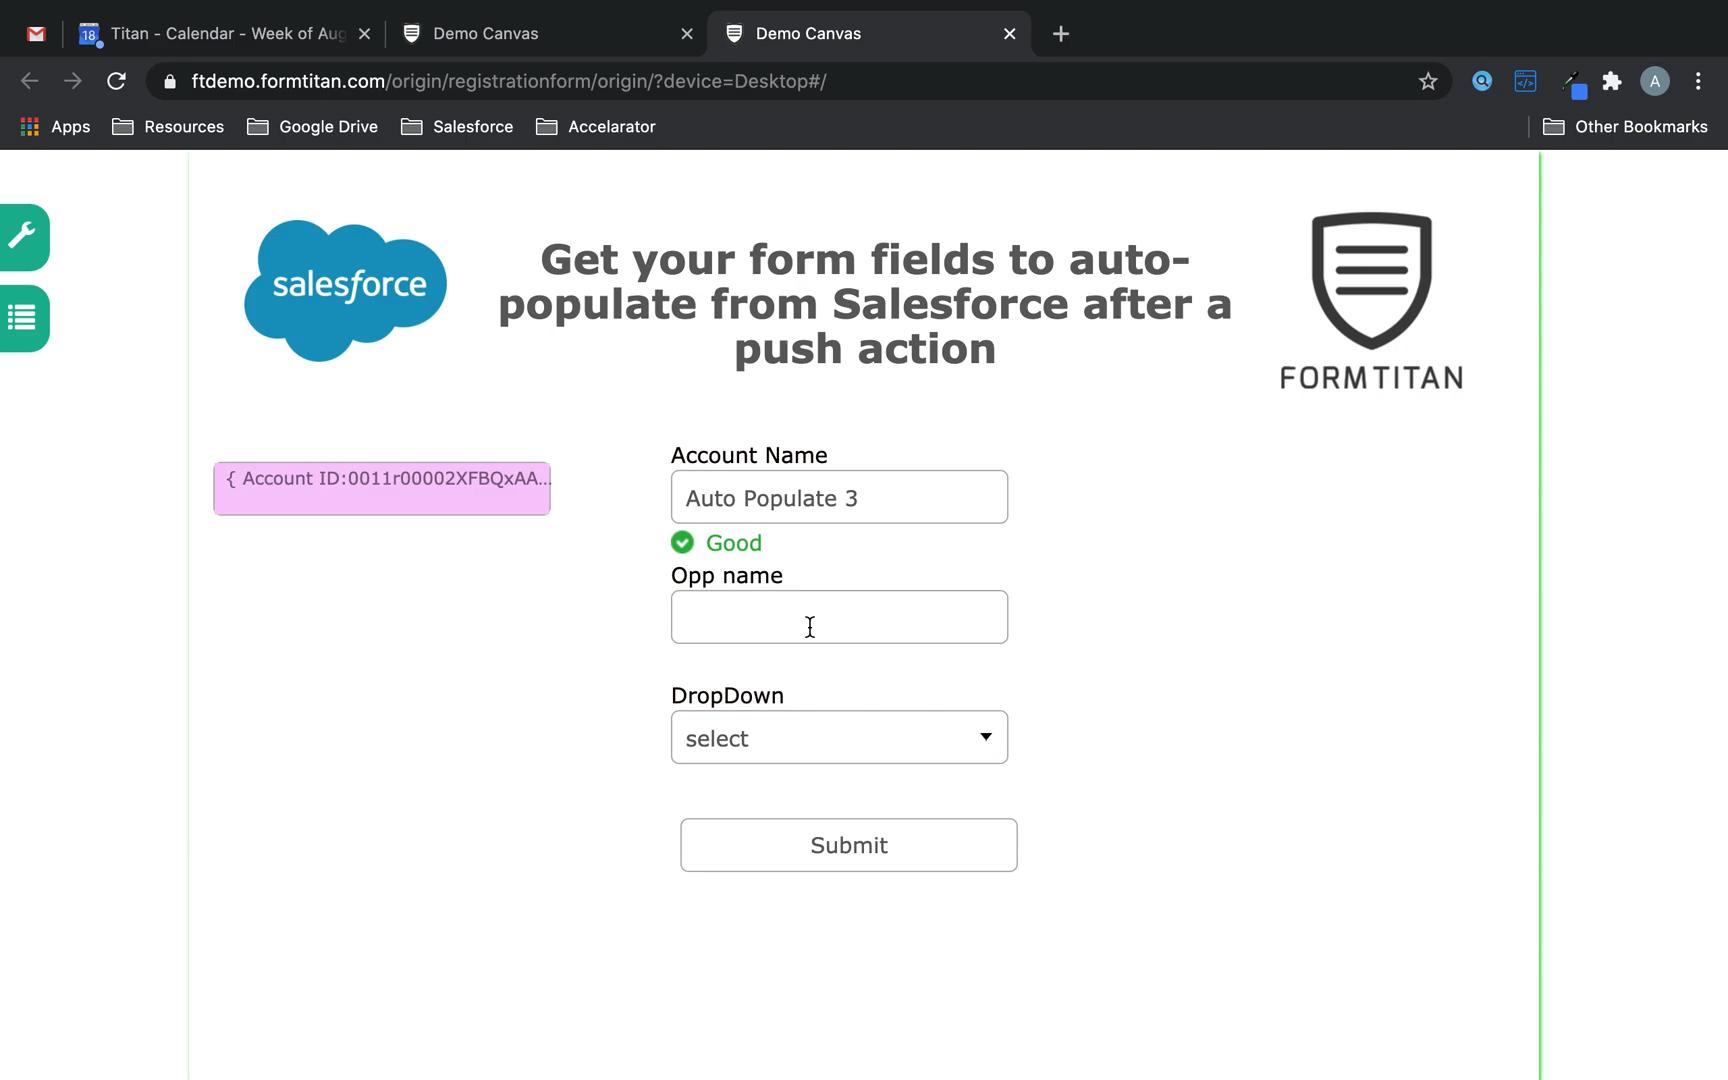 18 Titan - Calendar - Week of Aug
Demo Canvas
Demo Canvas
ftdemo.formtitan.com/origin/registrationform/origin/?device=Desktop#/
A
Apps
Resources
Google Drive
Salesforce
Accelarator
Other Bookmarks
salesforce
Get your form fields to auto-
populate from Salesforce after a
push action
FORMTITAN
{ Account ID:0011r00002XFBQxAA...
Account Name
Auto Populate 3
Good
Opp name
DropDown
select
Submit